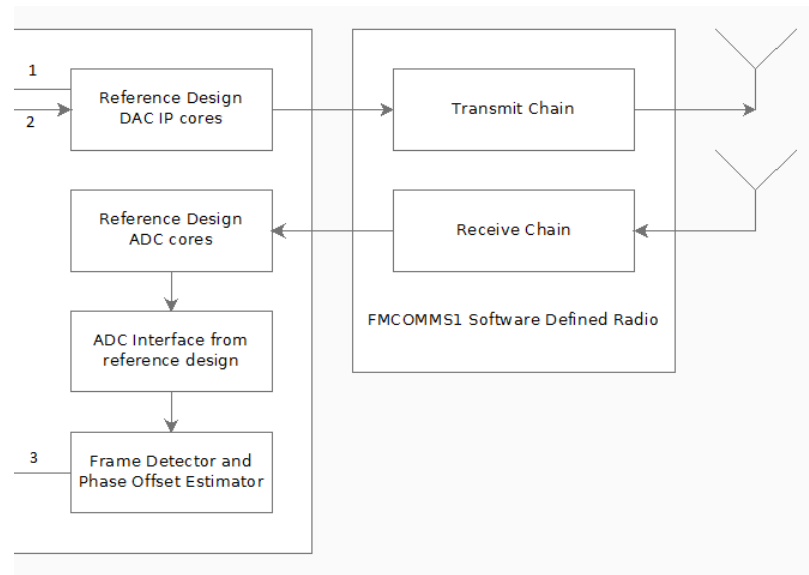 1
2
Reference Design
DAC IP cores
Transmit Chain
Reference Design
ADC cores
Receive Chain
FMCOMMS1 Software Defined Radio
ADC Interface from
reference design
3
Frame Detector and
Phase Offset Estimator